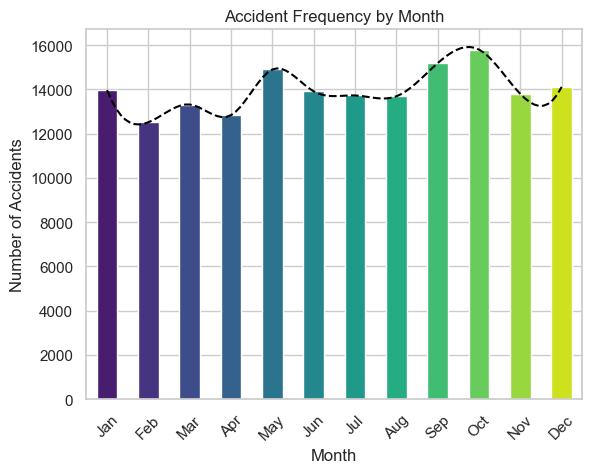 Accident Frequency by Month
Number of Accidents
16000
14000
12000
10000
8000
6000
4000
2000
0
Jan
Feb
Mar
Apr
May
Jun
Jul
Aug
Sep
Oct
Nov
Dec
Month